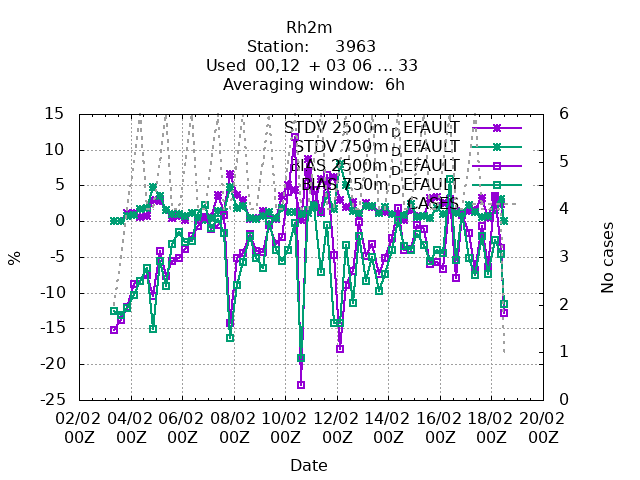 Rh2m
Station: 3963
Used 00,12 + 03 06 ... 33
Averaging window: 6h
15
10
5
0
-5
-10
-15
-20
-25
6
5
4
3
2
1
0
%
No cases
STDV 2500m_DEFAULT
STDV 750m_DEFAULT
BIAS 2500m_DEFAULT
BIAS 750m_DEFAULT
CASES
02/02 04/02 06/02 08/02 10/02 12/02 14/02 16/02 18/02 20/02
00Z 00Z 00Z 00Z 00Z 00Z 00Z 00Z 00Z 00Z
Date